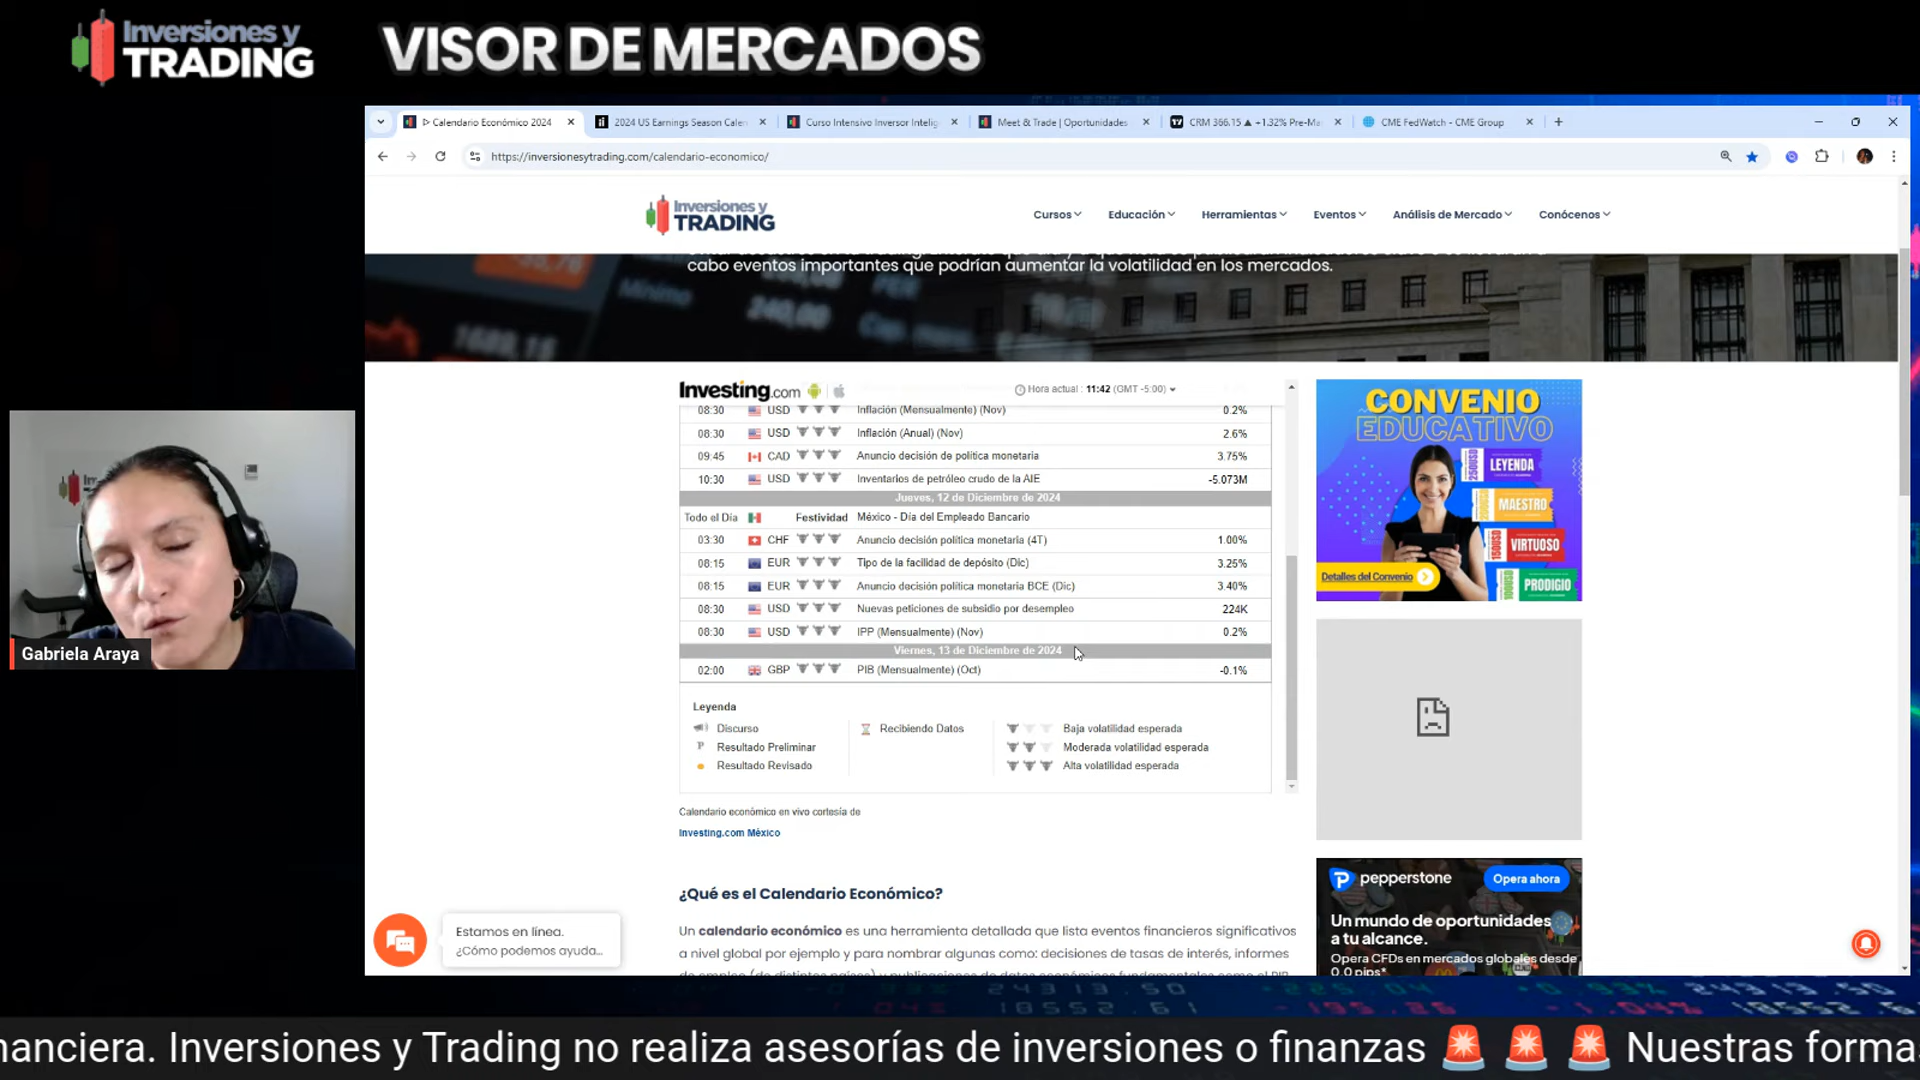 Inversiones y
TRADING
VISOR DE MERCADOS
Calendario Económico 2024
2024 US Earnings Season Calen
Curso Intensivo Inversor Intelig
Meet & Trade | Oportunidades
CRM 366.15 ▲ +1.32% Pre-Ma
CME FedWatch - CME Group
https://inversionesytrading.com/calendario-economico/
Inversiones y
TRADING
Cursos
Educación
Herramientas
Eventos
Análisis de Mercado
Conócenos
cabo eventos importantes que podrían aumentar la volatilidad en los mercados.
Investing.com
Hora actual : 11:42 (GMT -5:00)
08:30 USD Inflación (Mensualmente) (Nov) 0.2%
08:30 USD Inflación (Anual) (Nov) 2.6%
09:45 CAD Anuncio decisión de política monetaria 3.75%
10:30 USD Inventarios de petróleo crudo de la AIE -5.073M
Jueves, 12 de Diciembre de 2024
Todo el Día Festividad México - Día del Empleado Bancario
03:30 CHF Anuncio decisión política monetaria (4T) 1.00%
08:15 EUR Tipo de la facilidad de depósito (Dic) 3.25%
08:15 EUR Anuncio decisión política monetaria BCE (Dic) 3.40%
08:30 USD Nuevas peticiones de subsidio por desempleo 224K
08:30 USD IPP (Mensualmente) (Nov) 0.2%
Viernes, 13 de Diciembre de 2024
02:00 GBP PIB (Mensualmente) (Oct) -0.1%
Leyenda
Discurso
P Resultado Preliminar
Resultado Revisado
Recibiendo Datos
Baja volatilidad esperada
Moderada volatilidad esperada
Alta volatilidad esperada
Calendario económico en vivo cortesía de
Investing.com México
¿Qué es el Calendario Económico?
Un calendario económico es una herramienta detallada que lista eventos financieros significativos
a nivel global por ejemplo y para nombrar algunas como: decisiones de tasas de interés, informes
CONVENIO
EDUCATIVO
250USD LEYENDA
MAESTRO
150USD VIRTUOSO
100USD PRODIGIO
Detalles del Convenio
pepperstone
Opera ahora
Un mundo de oportunidades
a tu alcance.
Opera CFDs en mercados globales desde
0.0 pips*
Estamos en línea.
¿Cómo podemos ayuda...
Gabriela Araya
nanciera. Inversiones y Trading no realiza asesorías de inversiones o finanzas 🚨 🚨 🚨 Nuestras forma